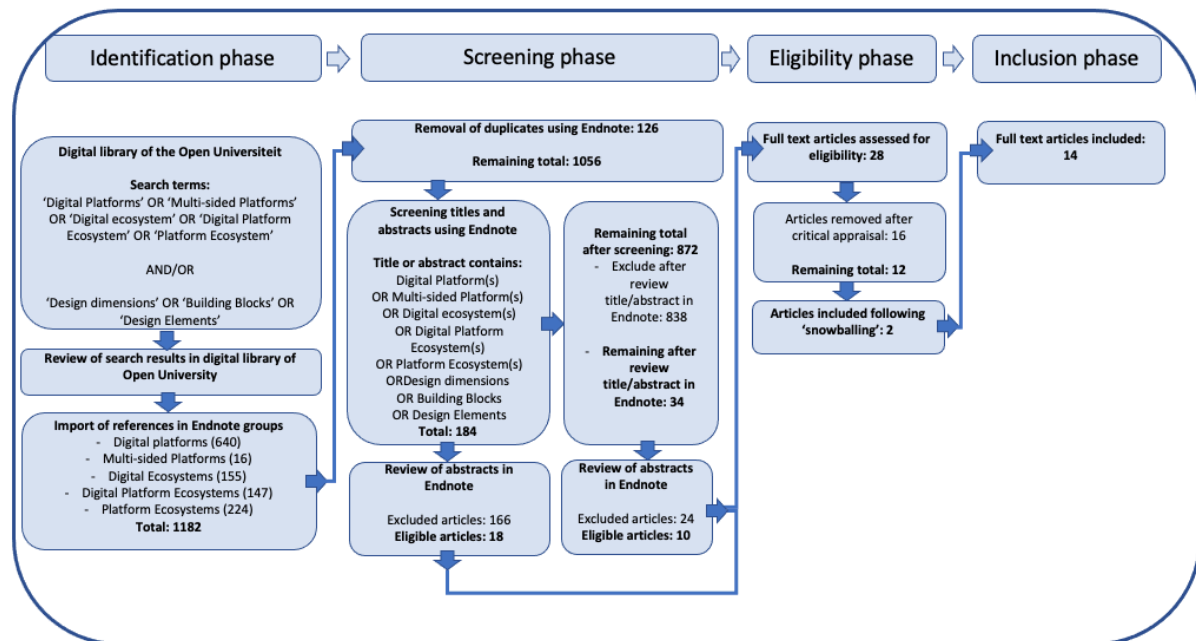 Identification phase
Screening phase
Eligibility phase
Inclusion phase
Digital library of the Open Universiteit
Search terms:
‘Digital Platforms’ OR ‘Multi-sided Platforms’
OR ‘Digital ecosystem’ OR ‘Digital Platform
Ecosystem’ OR ‘Platform Ecosystem’
AND/OR
‘Design dimensions’ OR ‘Building Blocks’ OR
‘Design Elements’
Review of search results in digital library of
Open University
Import of references in Endnote groups
- Digital platforms (640)
- Multi-sided Platforms (16)
- Digital Ecosystems (155)
- Digital Platform Ecosystems (147)
- Platform Ecosystems (224)
Total: 1182
Removal of duplicates using Endnote: 126
Remaining total: 1056
Screening titles and
abstracts using Endnote
Title or abstract contains:
Digital Platform(s)
OR Multi-sided Platform(s)
OR Digital ecosystem(s)
OR Digital Platform
Ecosystem(s)
OR Platform Ecosystem(s)
ORDesign dimensions
OR Building Blocks
OR Design Elements
Total: 184
Review of abstracts in
Endnote
Excluded articles: 166
Eligible articles: 18
Remaining total
after screening: 872
- Exclude after
review
title/abstract in
Endnote: 838
- Remaining after
review
title/abstract in
Endnote: 34
Review of abstracts
in Endnote
Excluded articles: 24
Eligible articles: 10
Full text articles assessed for
eligibility: 28
Articles removed after
critical appraisal: 16
Remaining total: 12
Articles included following
‘snowballing’: 2
Full text articles included:
14